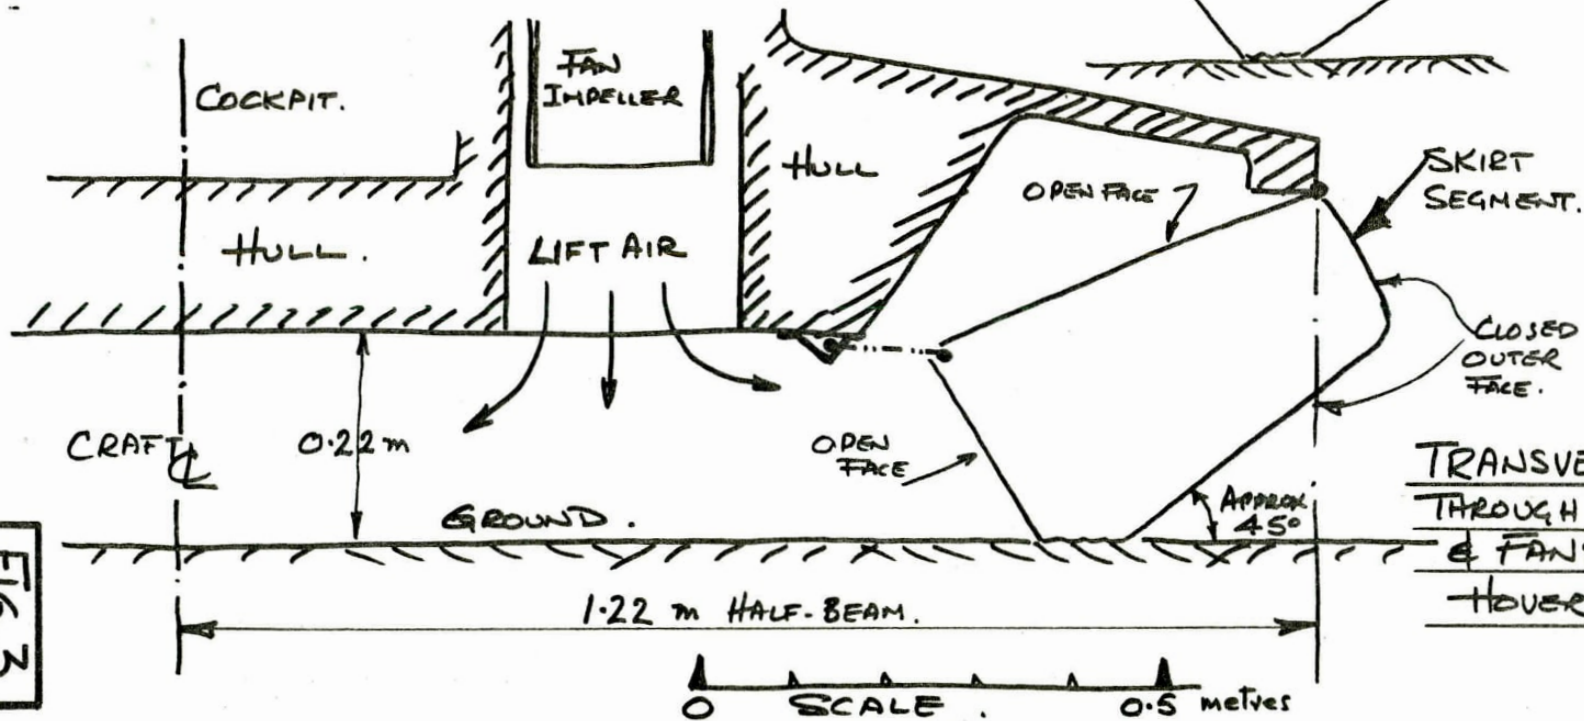 COCKPIT.
FAN
IMPELLER
HULL
OPEN FACE
SKIRT
SEGMENT.
HULL.
LIFT AIR
CLOSED
OUTER
FACE.
CRAFT ℄
0.22 m
OPEN
FACE
GROUND.
APPROX
45°
TRANSVE
THROUGH
& FAN
HOVER
1.22 m HALF-BEAM.
0 SCALE. 0.5 metres
FIG 3